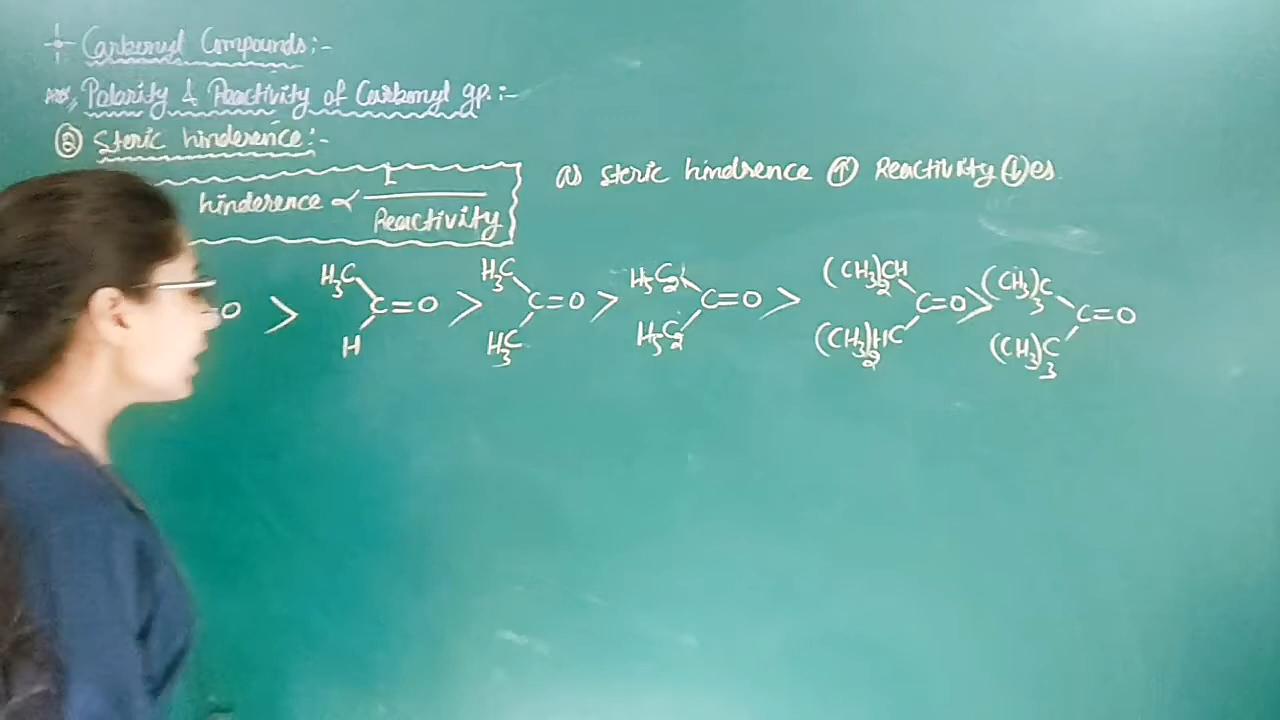 Carbonyl Compounds:-
Polarity & Reactivity of Carbonyl gp.:-
② Steric hinderence:-
hinderence ∝ 1/Reactivity
as steric hindrence ↑ Reactivity ↓es.
O > H₃C H C=O > H₃C H₃C C=O > H₅C₂ H₅C₂ C=O > (CH₃)₂CH (CH₃)₂HC C=O > (CH₃)₃C (CH₃)₃C C=O